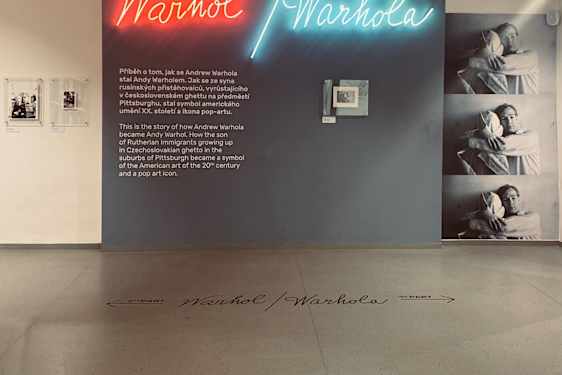 Warhol / Warhola
Příběh o tom, jak se Andrew Warhola
stal Andy Warholem. Jak se ze syna
rusínských přistěhovalců, vyrůstajícího
v československém ghettu na předměstí
Pittsburghu, stal symbol amerického
umění XX. století a ikona pop-artu.
This is the story of how Andrew Warhola
became Andy Warhol. How the son
of Rutherian immigrants growing up
in Czechoslovakian ghetto in the
suburbs of Pittsburgh became a symbol
of the American art of the 20th century
and a pop art icon.
Warhol / Warhola